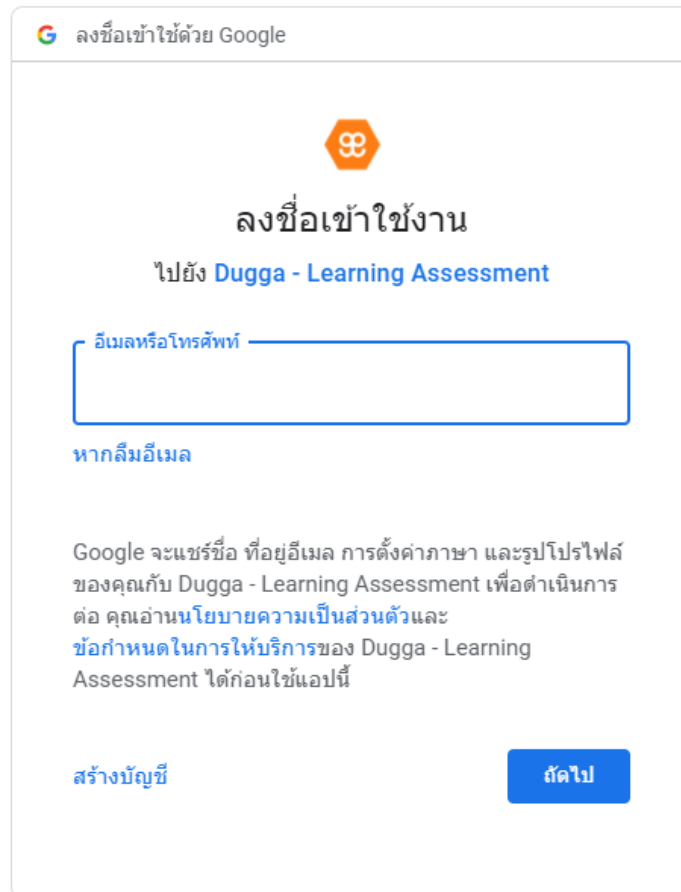 ลงชื่อเข้าใช้ด้วย Google
ลงชื่อเข้าใช้งาน
ไปยัง Dugga - Learning Assessment
อีเมลหรือโทรศัพท์
หากลืมอีเมล
Google จะแชร์ชื่อ ที่อยู่อีเมล การตั้งค่าภาษา และรูปโปรไฟล์
ของคุณกับ Dugga - Learning Assessment เพื่อดำเนินการ
ต่อ คุณอ่านนโยบายความเป็นส่วนตัวและ
ข้อกำหนดในการให้บริการของ Dugga - Learning
Assessment ได้ก่อนใช้แอปนี้
สร้างบัญชี
ถัดไป